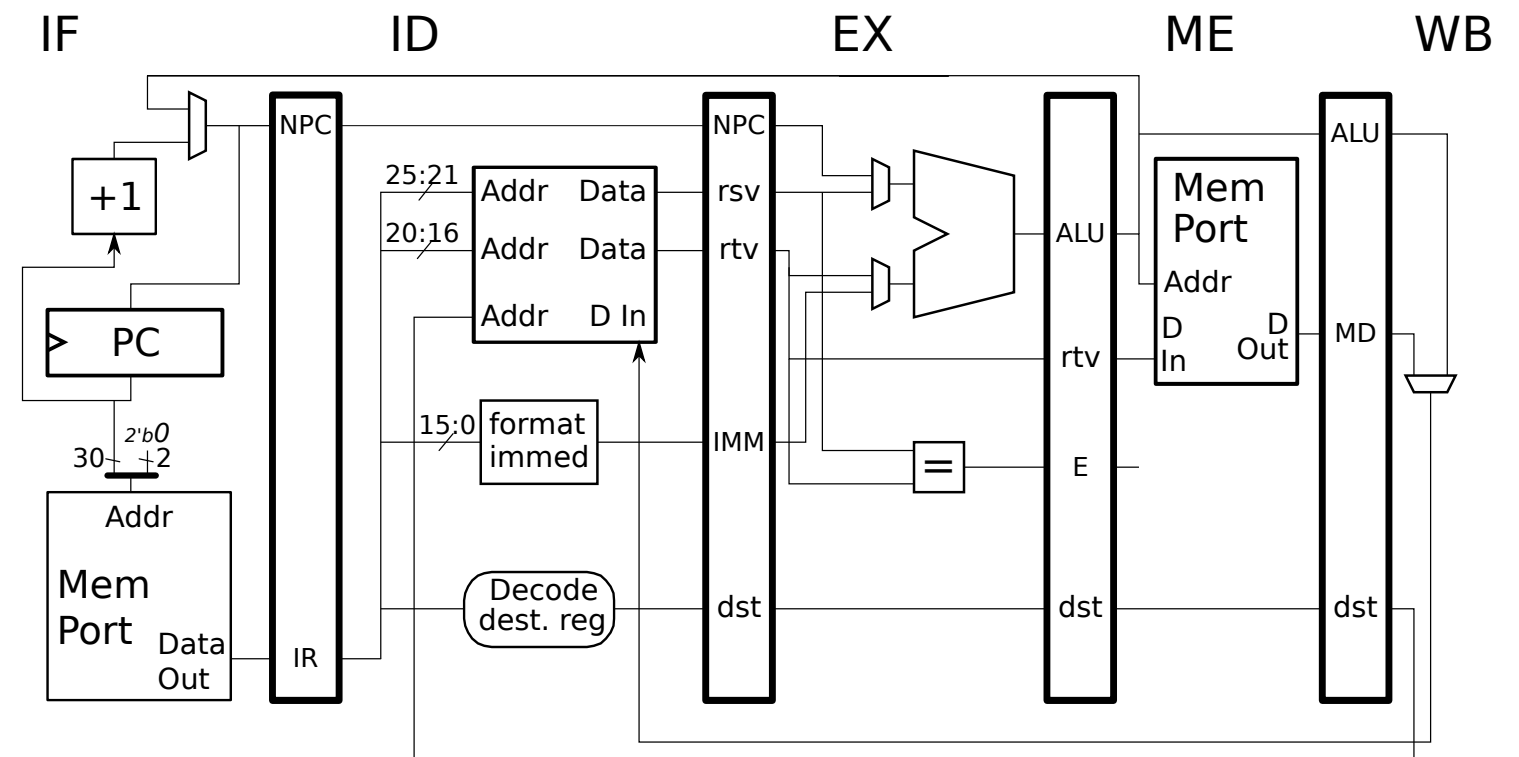 IF ID EX ME WB
NPC NPC ALU
+1
25:21 Addr Data rsv
20:16 Addr Data rtv
Addr D In
Mem
Port
Addr
D
In
D
Out
ALU
MD
PC
rtv
2'b0
30 2
15:0 format
immed
IMM
=
E
Addr
Mem
Port
Data
Out
IR
Decode
dest. reg
dst dst dst